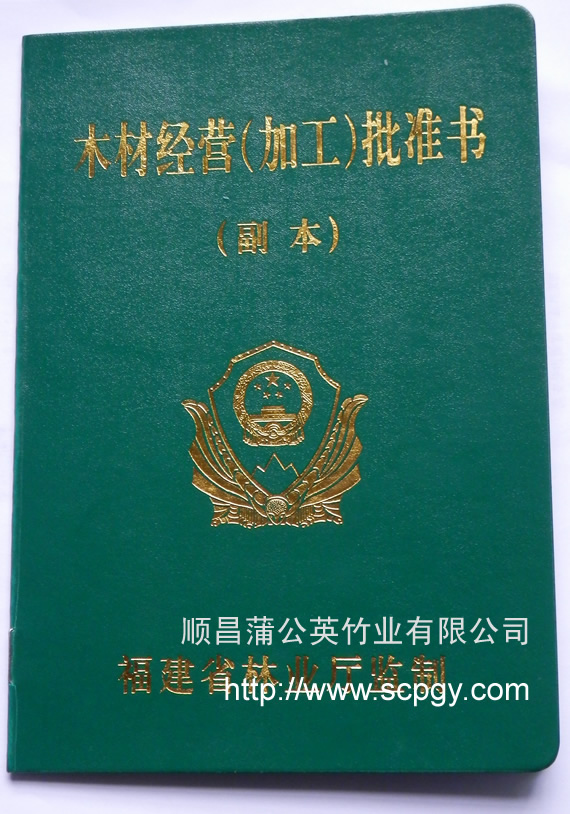 木材经营(加工)批准书
(副本)
顺昌蒲公英竹业有限公司
福建省林业厅监制
http://www.scpgy.com